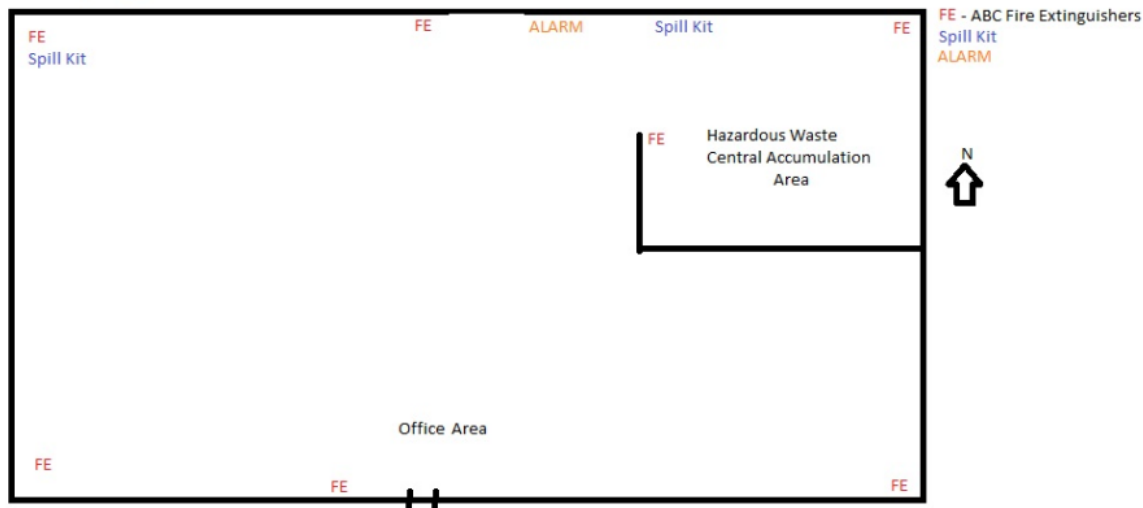 FE
Spill Kit
FE
ALARM
Spill Kit
FE
FE - ABC Fire Extinguishers
Spill Kit
ALARM
FE
Hazardous Waste
Central Accumulation
Area
N
Office Area
FE
FE
FE